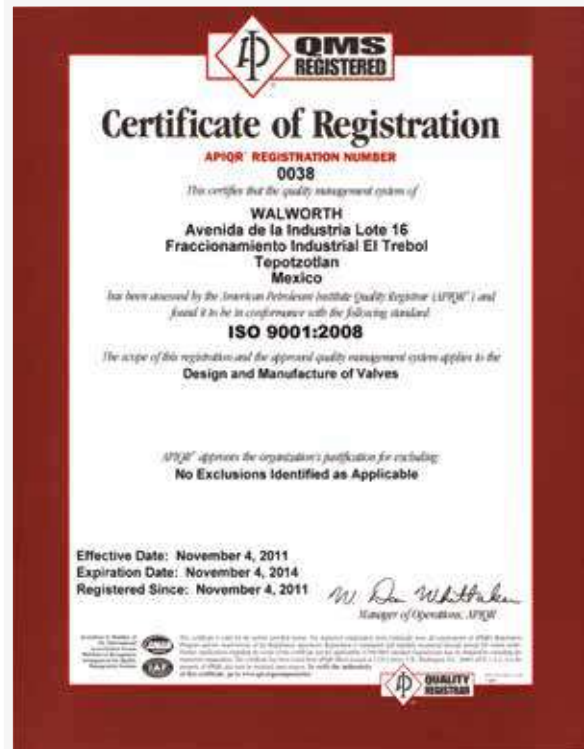 API
QMS
REGISTERED
Certificate of Registration
APIQR® REGISTRATION NUMBER
0038
This certifies that the quality management system of
WALWORTH
Avenida de la Industria Lote 16
Fraccionamiento Industrial El Trebol
Tepotzotlan
Mexico
has been assessed by the American Petroleum Institute Quality Registrar (APIQR®) and
found it to be in conformance with the following standard:
ISO 9001:2008
The scope of this registration and the approved quality management system applies to the
Design and Manufacture of Valves
APIQR® approves the organization's justification for excluding:
No Exclusions Identified as Applicable
Effective Date: November 4, 2011
Expiration Date: November 4, 2014
Registered Since: November 4, 2011
W. Don Whittaker
Manager of Operations, APIQR
IAF
API
QUALITY
REGISTRAR